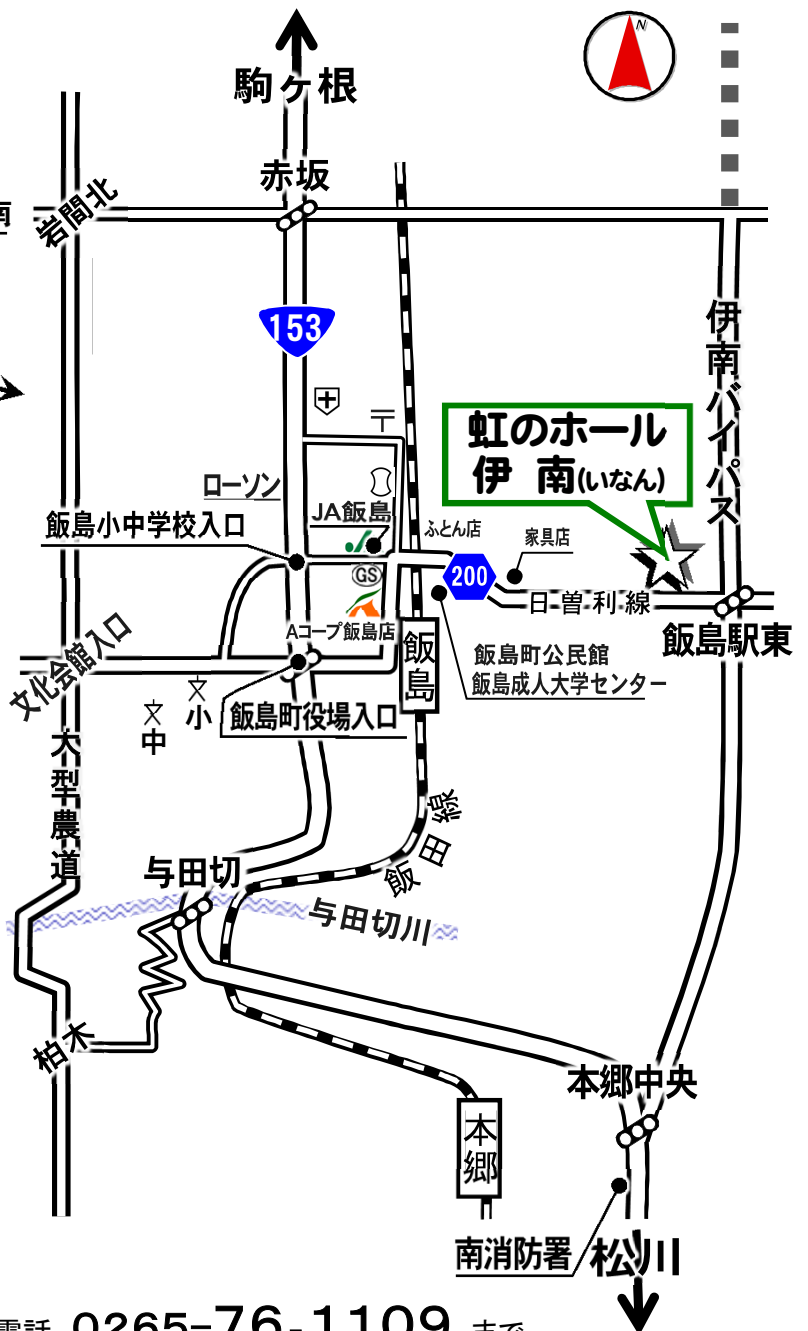 N
駒ヶ根
赤坂
岩間北
153
伊南バイパス
〒
虹のホール
伊 南(いなん)
ローソン
JA飯島
飯島小中学校入口
ふとん店
家具店
GS
200
日曽利線
Aコープ飯島店
飯島
飯島駅東
文化会館入口
飯島町公民館
飯島成人大学センター
文
小
文
中
飯島町役場入口
大型農道
飯田線
与田切
与田切川
柏木
本郷中央
本郷
南消防署
松川
電話 0265-76-1109 まで